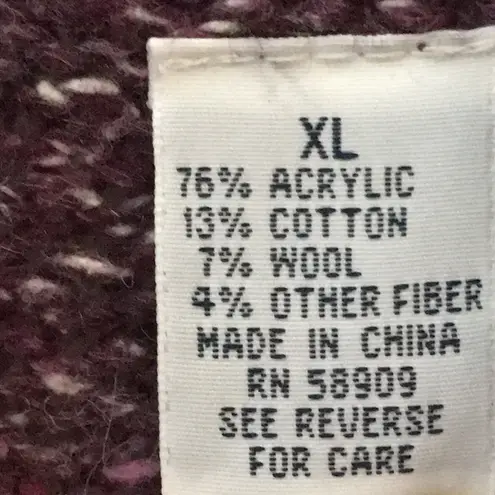 XL
76% ACRYLIC
13% COTTON
7% WOOL
4% OTHER FIBER
MADE IN CHINA
RN 58909
SEE REVERSE
FOR CARE